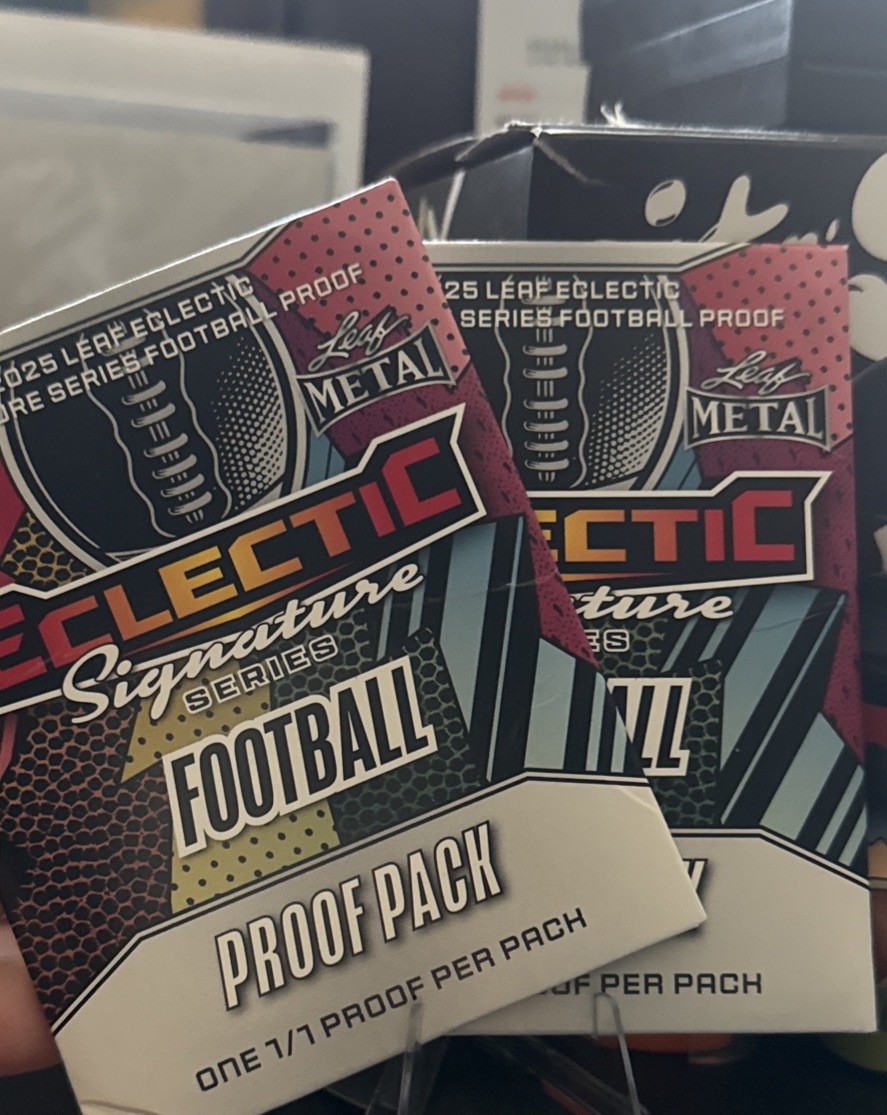 2025 LEAF ECLECTIC
URE SERIES FOOTBALL PROOF
Leaf
METAL
ECLECTIC
Signature
SERIES
FOOTBALL
PROOF PACK
ONE 1/1 PROOF PER PACK
25 LEAF ECLECTIC
SERIES FOOTBALL PROOF
Leaf
METAL
ECTIC
ture
ES
LL
K
OF PER PACK